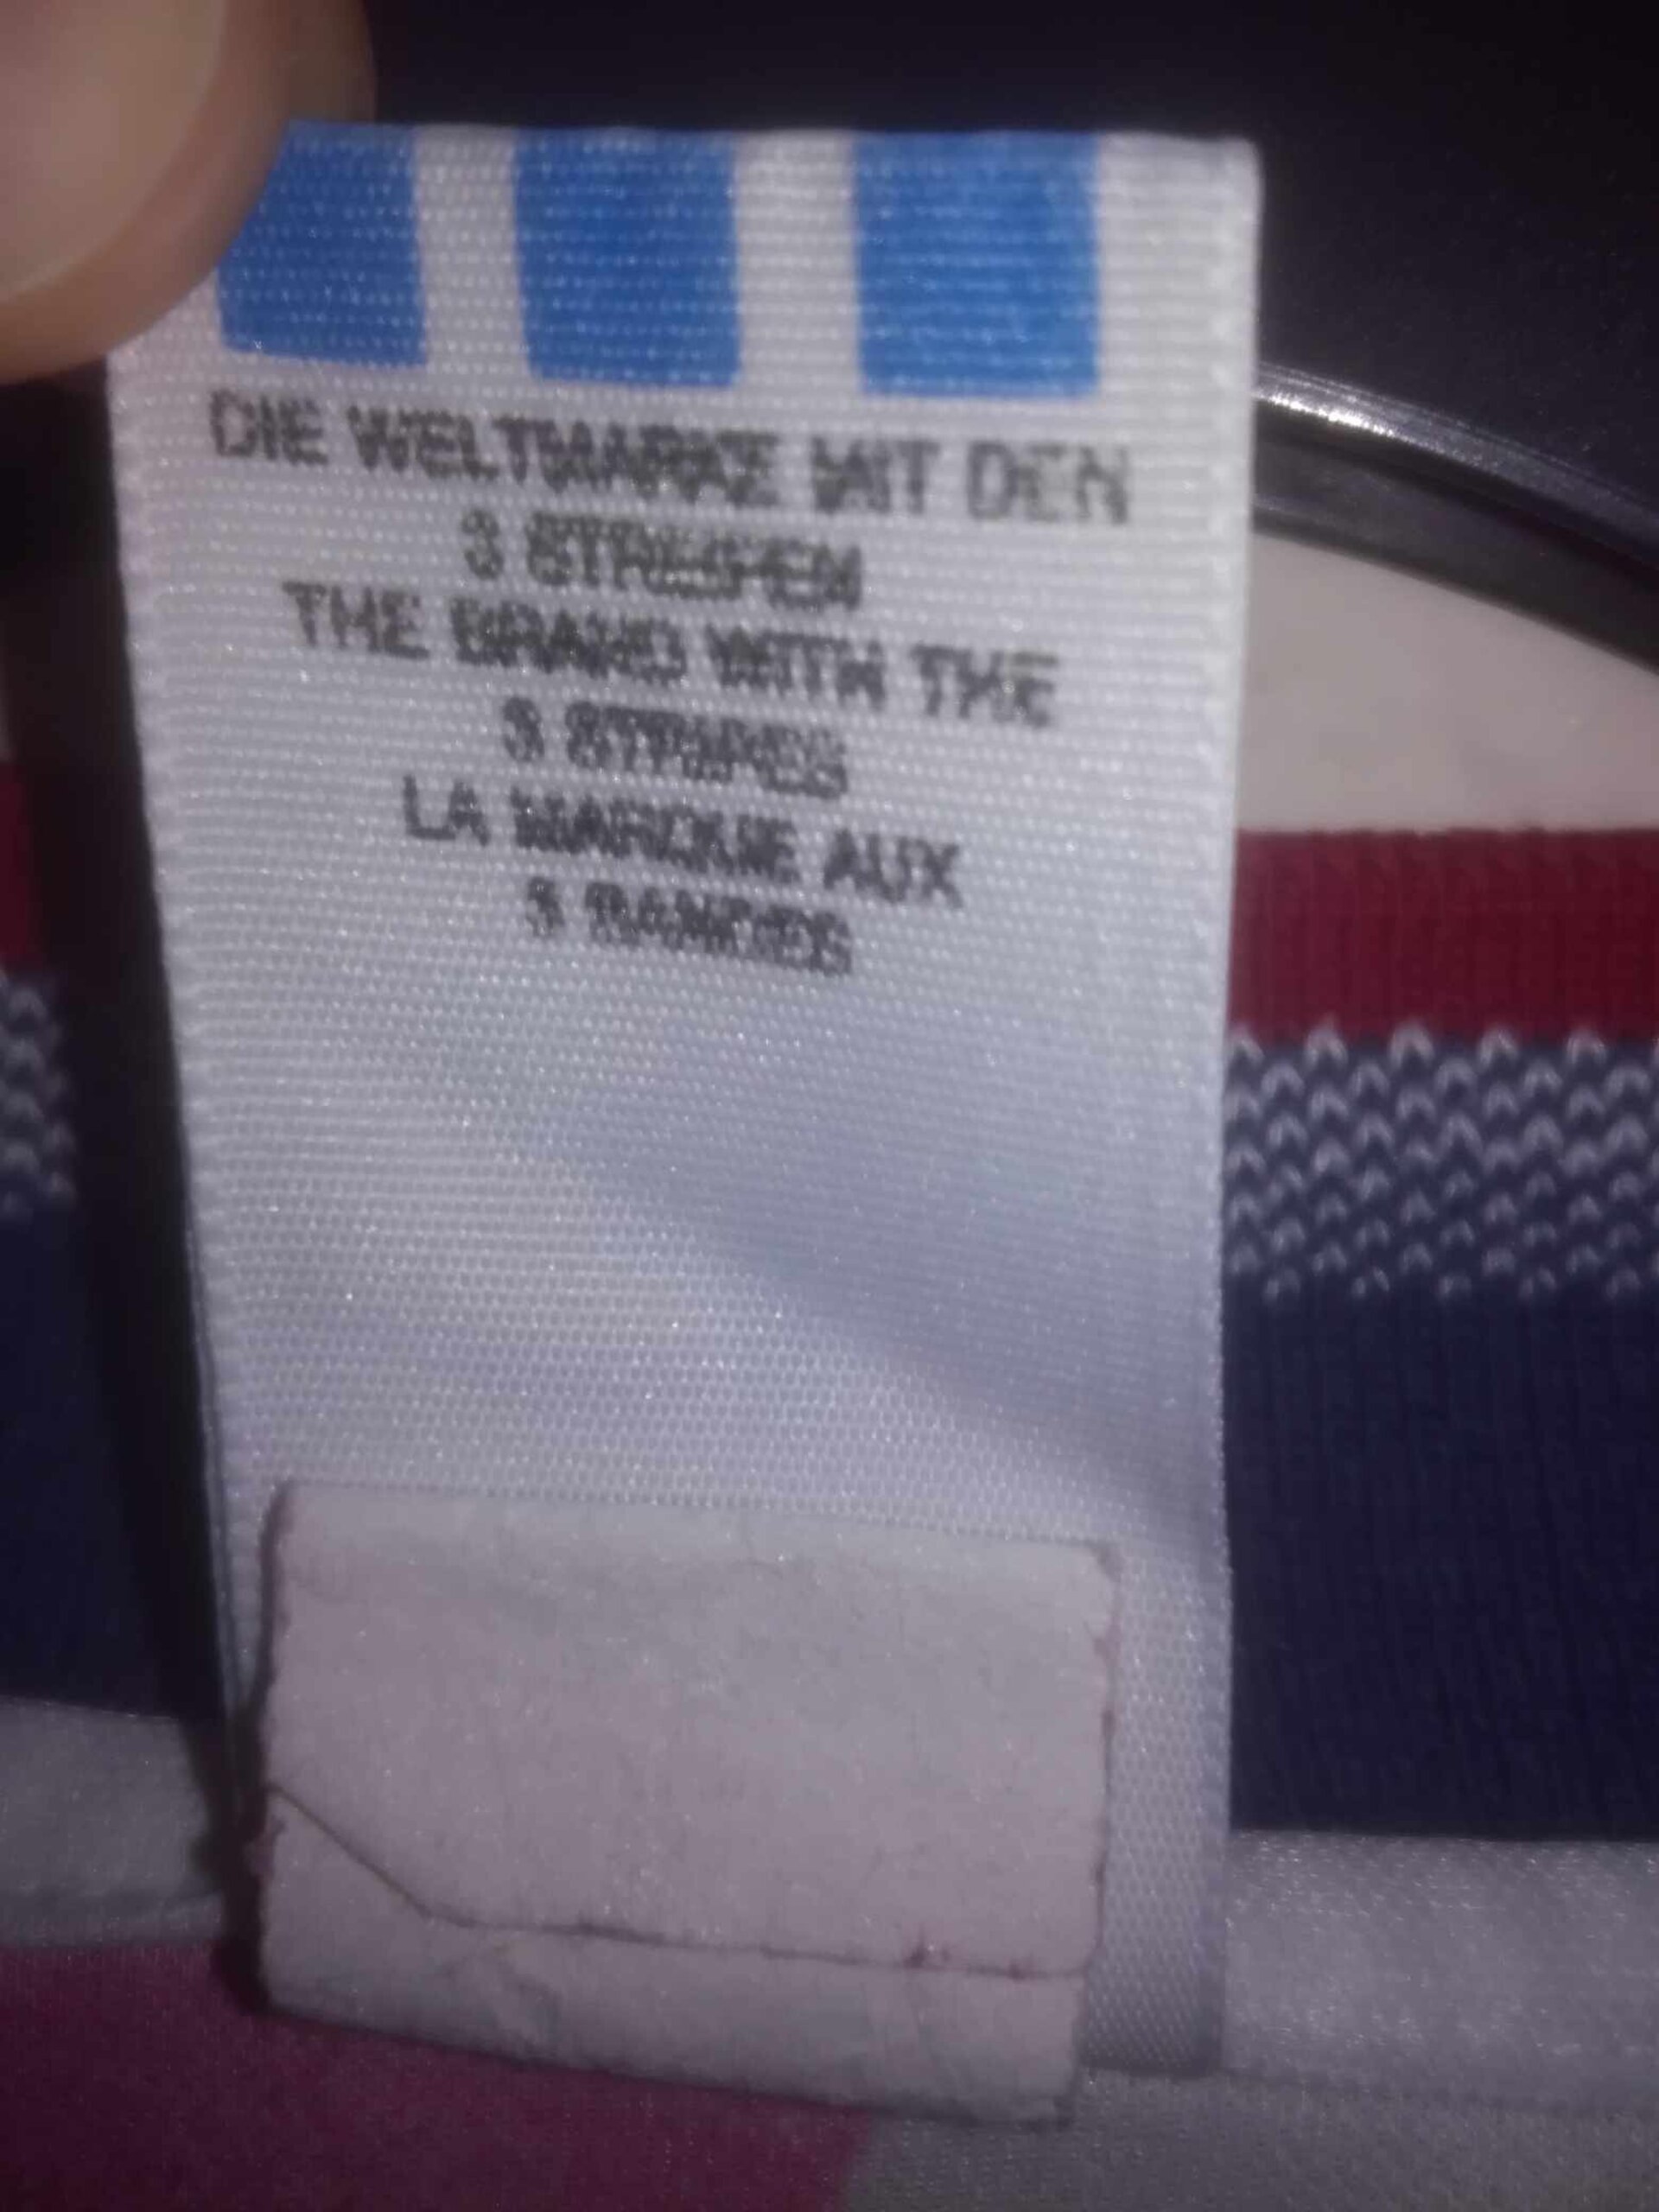 DIE WELTMARKE MIT DEN
3 STREIFEN
THE BRAND WITH THE
3 STRIPES
LA MARQUE AUX
3 BANDES